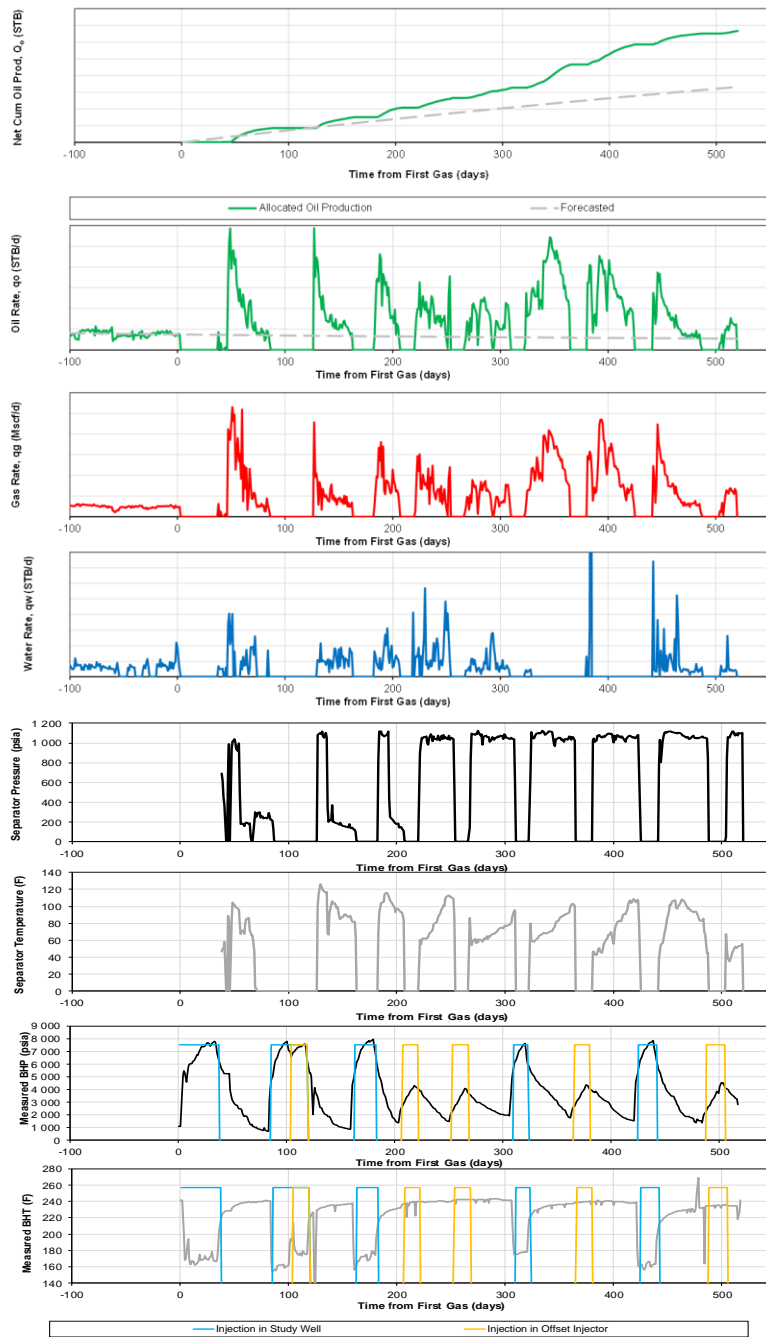 Net Cum Oil Prod, Qo (STB)
-100 0 100 200 300 400 500
Time from First Gas (days)
Allocated Oil Production Forecasted
Oil Rate, qo (STB/d)
-100 0 100 200 300 400 500
Time from First Gas (days)
Gas Rate, qg (Mscf/d)
-100 0 100 200 300 400 500
Time from First Gas (days)
Water Rate, qw (STB/d)
-100 0 100 200 300 400 500
Time from First Gas (days)
Separator Pressure (psia)
1 200
1 000
800
600
400
200
0
-100 0 100 200 300 400 500
Time from First Gas (days)
Separator Temperature (F)
140
120
100
80
60
40
20
0
-100 0 100 200 300 400 500
Time from First Gas (days)
Measured BHP (psia)
9 000
8 000
7 000
6 000
5 000
4 000
3 000
2 000
1 000
0
-100 0 100 200 300 400 500
Time from First Gas (days)
Measured BHT (F)
280
260
240
220
200
180
160
140
-100 0 100 200 300 400 500
Time from First Gas (days)
Injection in Study Well Injection in Offset Injector